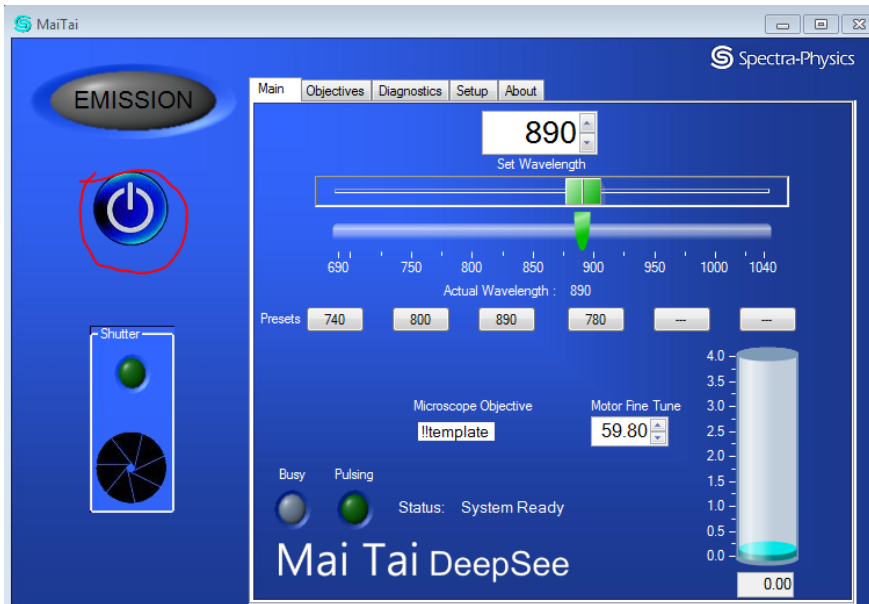 MaiTai
Spectra-Physics
EMISSION
Main Objectives Diagnostics Setup About
890
Set Wavelength
690 750 800 850 900 950 1000 1040
Actual Wavelength : 890
Presets 740 800 890 780 --- ---
Shutter
4.0
3.5
3.0
2.5
2.0
1.5
1.0
0.5
0.0
Microscope Objective Motor Fine Tune
!!template 59.80
Busy Pulsing
Status: System Ready
Mai Tai DeepSee
0.00